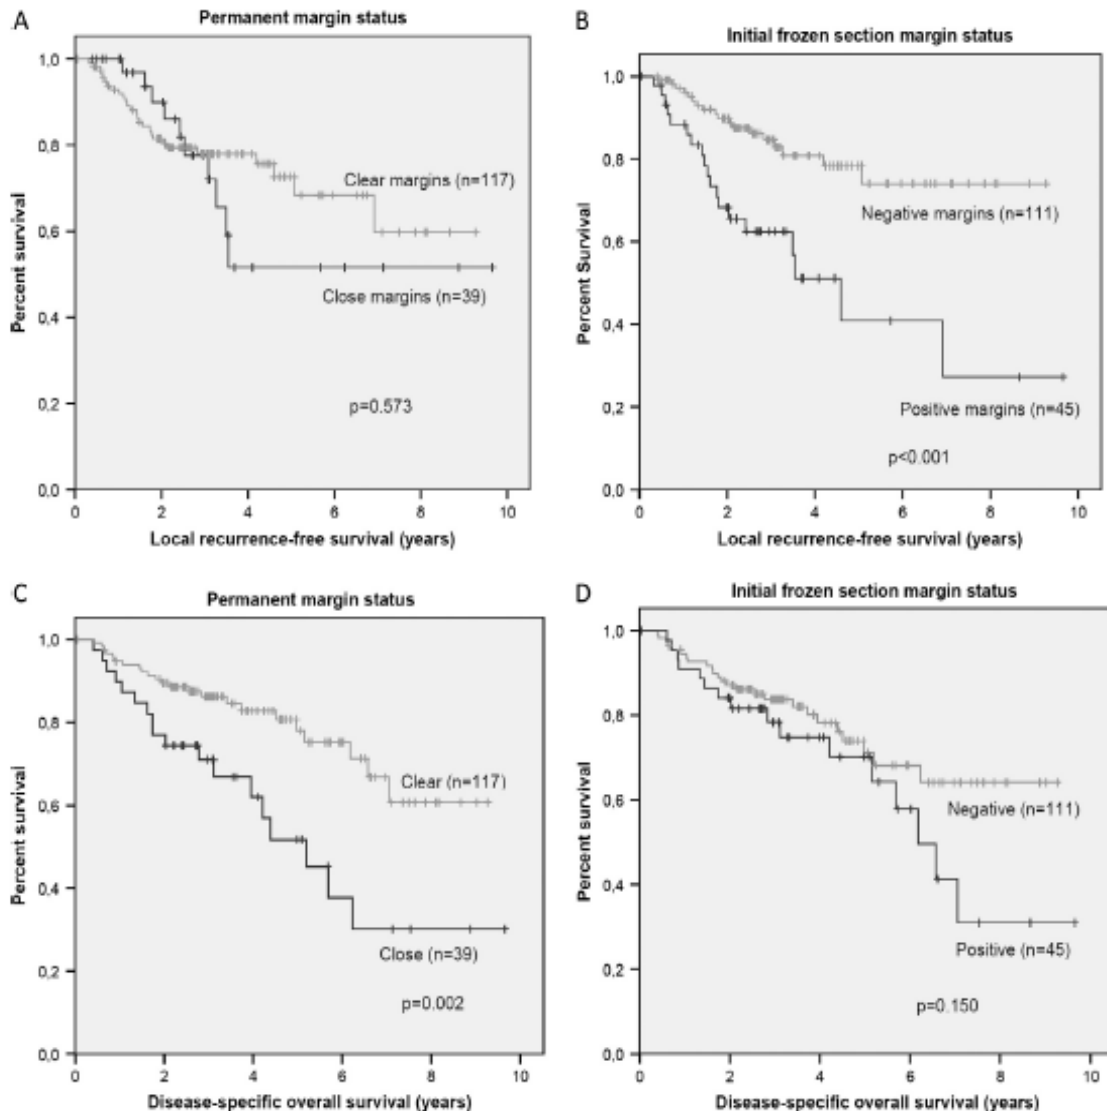 A
Permanent margin status
Percent survival
1,0
0,8
0,6
0,4
0,2
0,0
Clear margins (n=117)
Close margins (n=39)
p=0.573
0 2 4 6 8 10
Local recurrence-free survival (years)
B
Initial frozen section margin status
Percent Survival
1,0
0,8
0,6
0,4
0,2
0,0
Negative margins (n=111)
Positive margins (n=45)
p<0.001
0 2 4 6 8 10
Local recurrence-free survival (years)
C
Permanent margin status
Percent survival
1,0
0,8
0,6
0,4
0,2
0,0
Clear (n=117)
Close (n=39)
p=0.002
0 2 4 6 8 10
Disease-specific overall survival (years)
D
Initial frozen section margin status
Percent survival
1,0
0,8
0,6
0,4
0,2
0,0
Negative (n=111)
Positive (n=45)
p=0.150
0 2 4 6 8 10
Disease-specific overall survival (years)